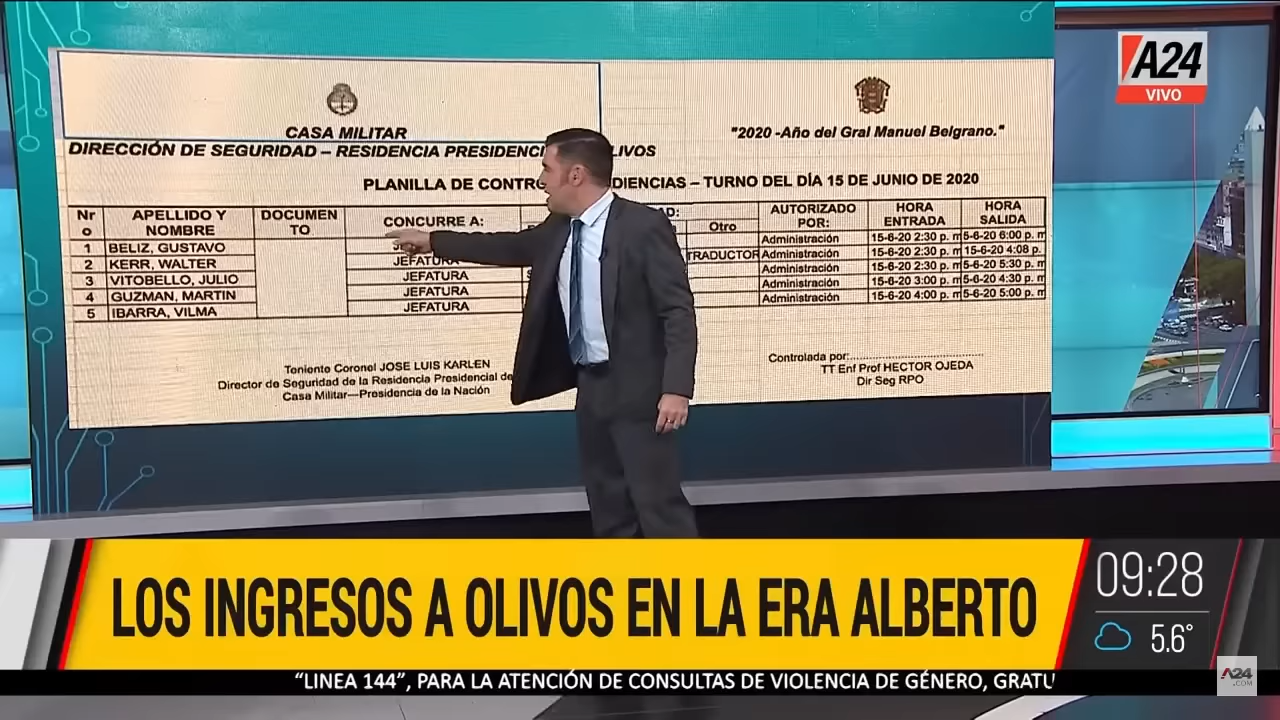 A24
VIVO
CASA MILITAR
"2020 -Año del Gral Manuel Belgrano."
DIRECCIÓN DE SEGURIDAD – RESIDENCIA
PLANILLA DE – TURNO DEL DÍA 15 DE JUNIO DE 2020
Nro APELLIDO Y NOMBRE DOCUMENTO CONCURRE A: Otro AUTORIZADO POR: HORA ENTRADA HORA SALIDA
1 BELIZ, GUSTAVO Administración 15-6-20 2:30 p. m 5-6-20 6:00 p. m
2 KERR, WALTER JEFATURA TRADUCTOR Administración 15-6-20 2:30 p. m 15-6-20 4:08 p.
3 VITOBELLO, JULIO JEFATURA Administración 15-6-20 2:30 p. m 5-6-20 5:30 p. m
4 GUZMAN, MARTIN JEFATURA Administración 15-6-20 3:00 p. m 5-6-20 4:30 p. m
5 IBARRA, VILMA JEFATURA Administración 15-6-20 4:00 p. m 5-6-20 5:00 p. m
Teniente Coronel JOSE LUIS KARLEN
Director de Seguridad de la Residencia Presidencial de
Casa Militar—Presidencia de la Nación
Controlada por:
TT Enf Prof HECTOR OJEDA
Dir Seg RPO
LOS INGRESOS A OLIVOS EN LA ERA ALBERTO
09:28
5.6°
"LINEA 144", PARA LA ATENCIÓN DE CONSULTAS DE VIOLENCIA DE GÉNERO, GRATU
A24
.COM